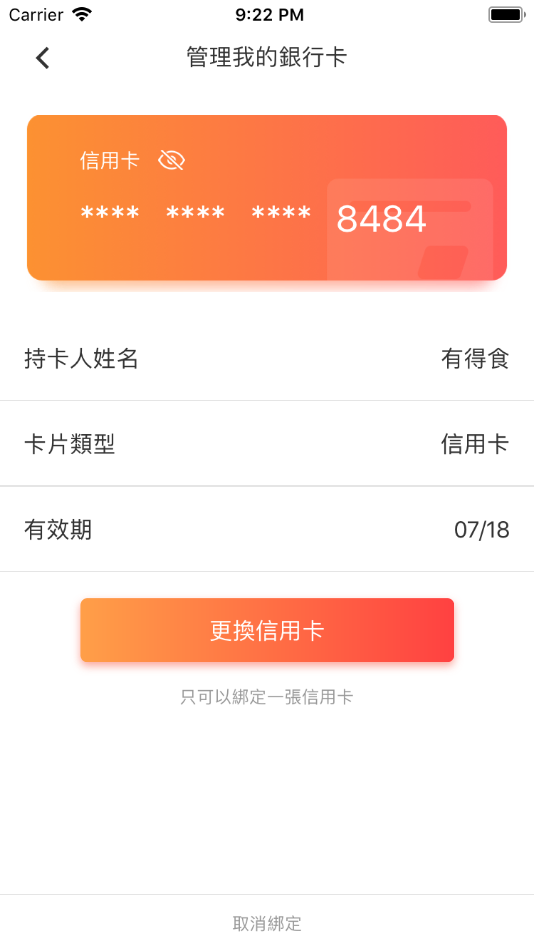 Carrier 9:22 PM
管理我的銀行卡
信用卡
**** **** **** 8484
持卡人姓名 有得食
卡片類型 信用卡
有效期 07/18
更換信用卡
只可以綁定一張信用卡
取消綁定